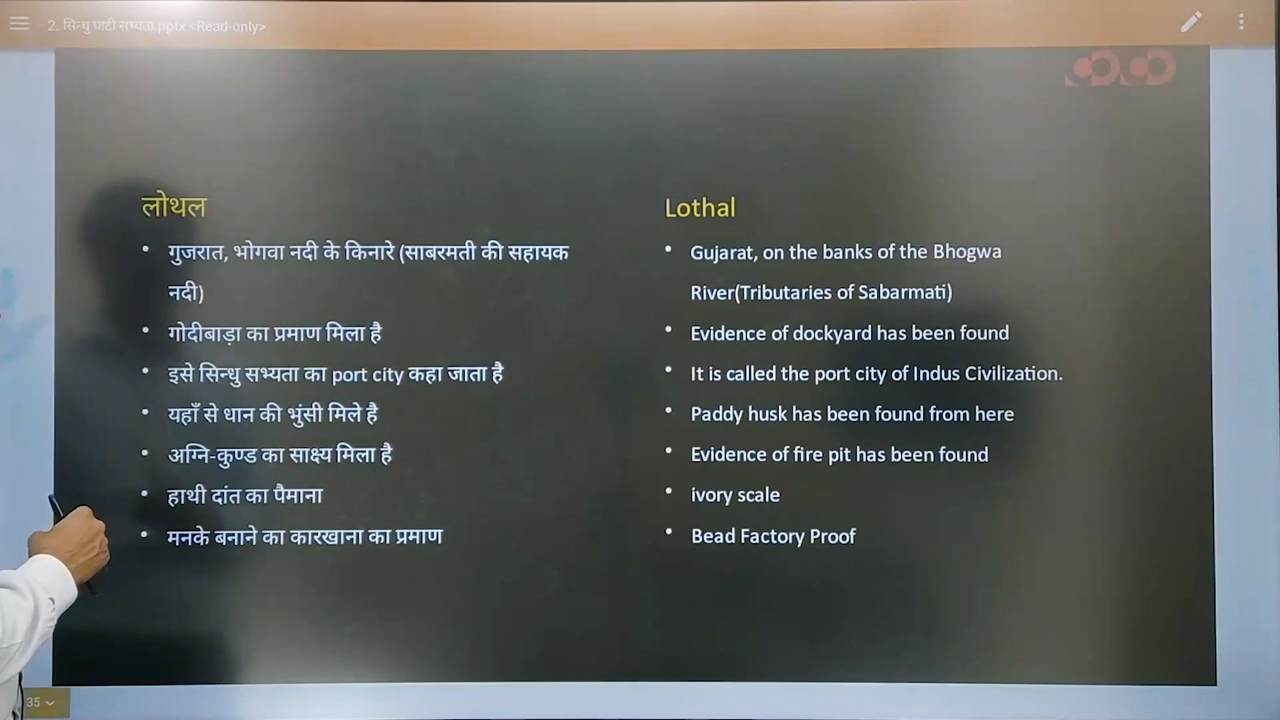 2. सिन्धु घाटी सभ्यता.pptx <Read-only>
लोथल
• गुजरात, भोगवा नदी के किनारे (साबरमती की सहायक
नदी)
• गोदीबाड़ा का प्रमाण मिला है
• इसे सिन्धु सभ्यता का port city कहा जाता है
• यहाँ से धान की भुंसी मिले है
• अग्नि-कुण्ड का साक्ष्य मिला है
• हाथी दांत का पैमाना
• मनके बनाने का कारखाना का प्रमाण
Lothal
• Gujarat, on the banks of the Bhogwa
River(Tributaries of Sabarmati)
• Evidence of dockyard has been found
• It is called the port city of Indus Civilization.
• Paddy husk has been found from here
• Evidence of fire pit has been found
• ivory scale
• Bead Factory Proof
35